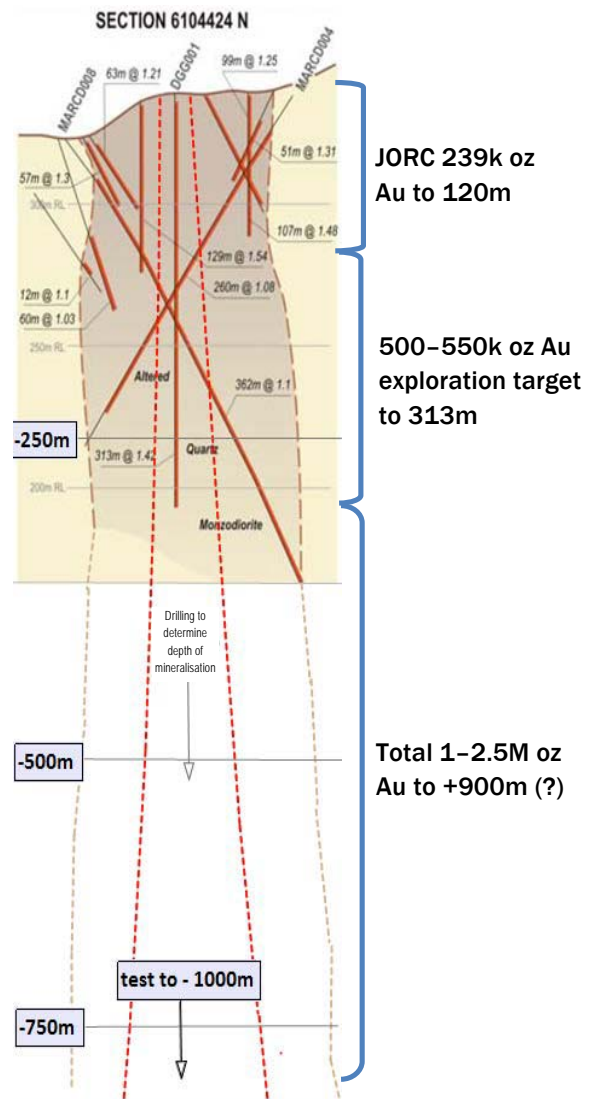 SECTION 6104424 N
MARCD008
63m @ 1.21
DGG001
99m @ 1.25
MARCD004
57m @ 1.3
51m @ 1.31
JORC 239k oz
Au to 120m
300m RL
107m @ 1.48
129m @ 1.54
12m @ 1.1
260m @ 1.08
60m @ 1.03
250m RL
500–550k oz Au
exploration target
to 313m
Altered
362m @ 1.1
-250m
313m @ 1.42
Quartz
200m RL
Monzodiorite
Drilling to
determine
depth of
mineralisation
-500m
Total 1–2.5M oz
Au to +900m (?)
test to - 1000m
-750m